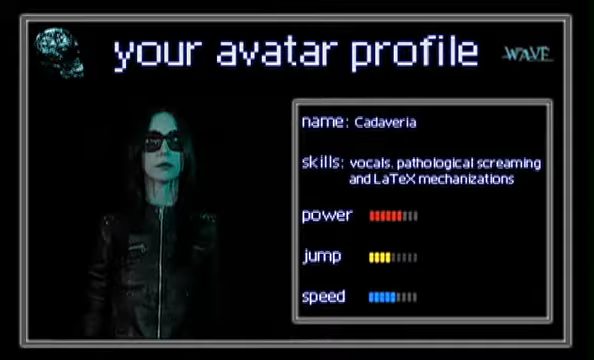 your avatar profile
WAVE
name: Cadaveria
skills: vocals, pathological screaming
and LaTeX mechanizations
power
jump
speed